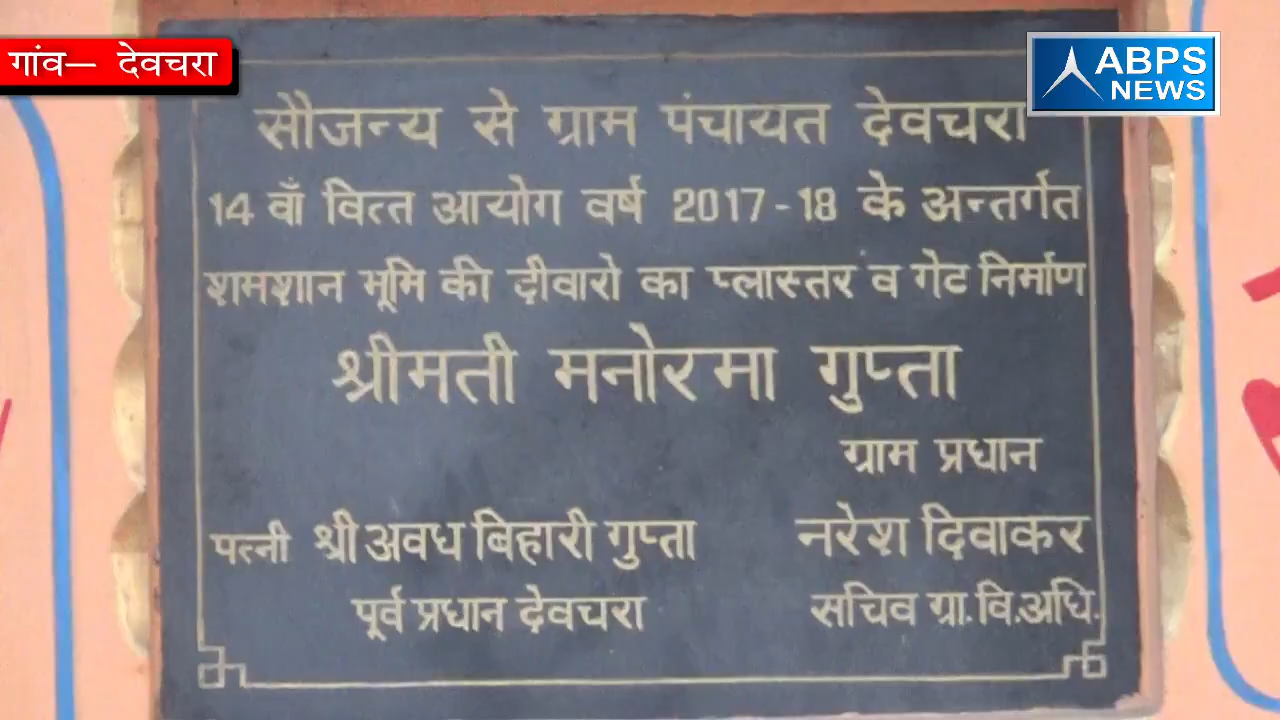 गांव— देवचरा
ABPS
NEWS
सौजन्य से ग्राम पंचायत देवचरा
14 वाँ वित्त आयोग वर्ष 2017-18 के अन्तर्गत
शमशान भूमि की दीवारो का प्लास्तर व गेट निर्माण
श्रीमती मनोरमा गुप्ता
ग्राम प्रधान
पत्नी श्री अवध बिहारी गुप्ता
पूर्व प्रधान देवचरा
नरेश दिवाकर
सचिव ग्रा.वि.अधि.